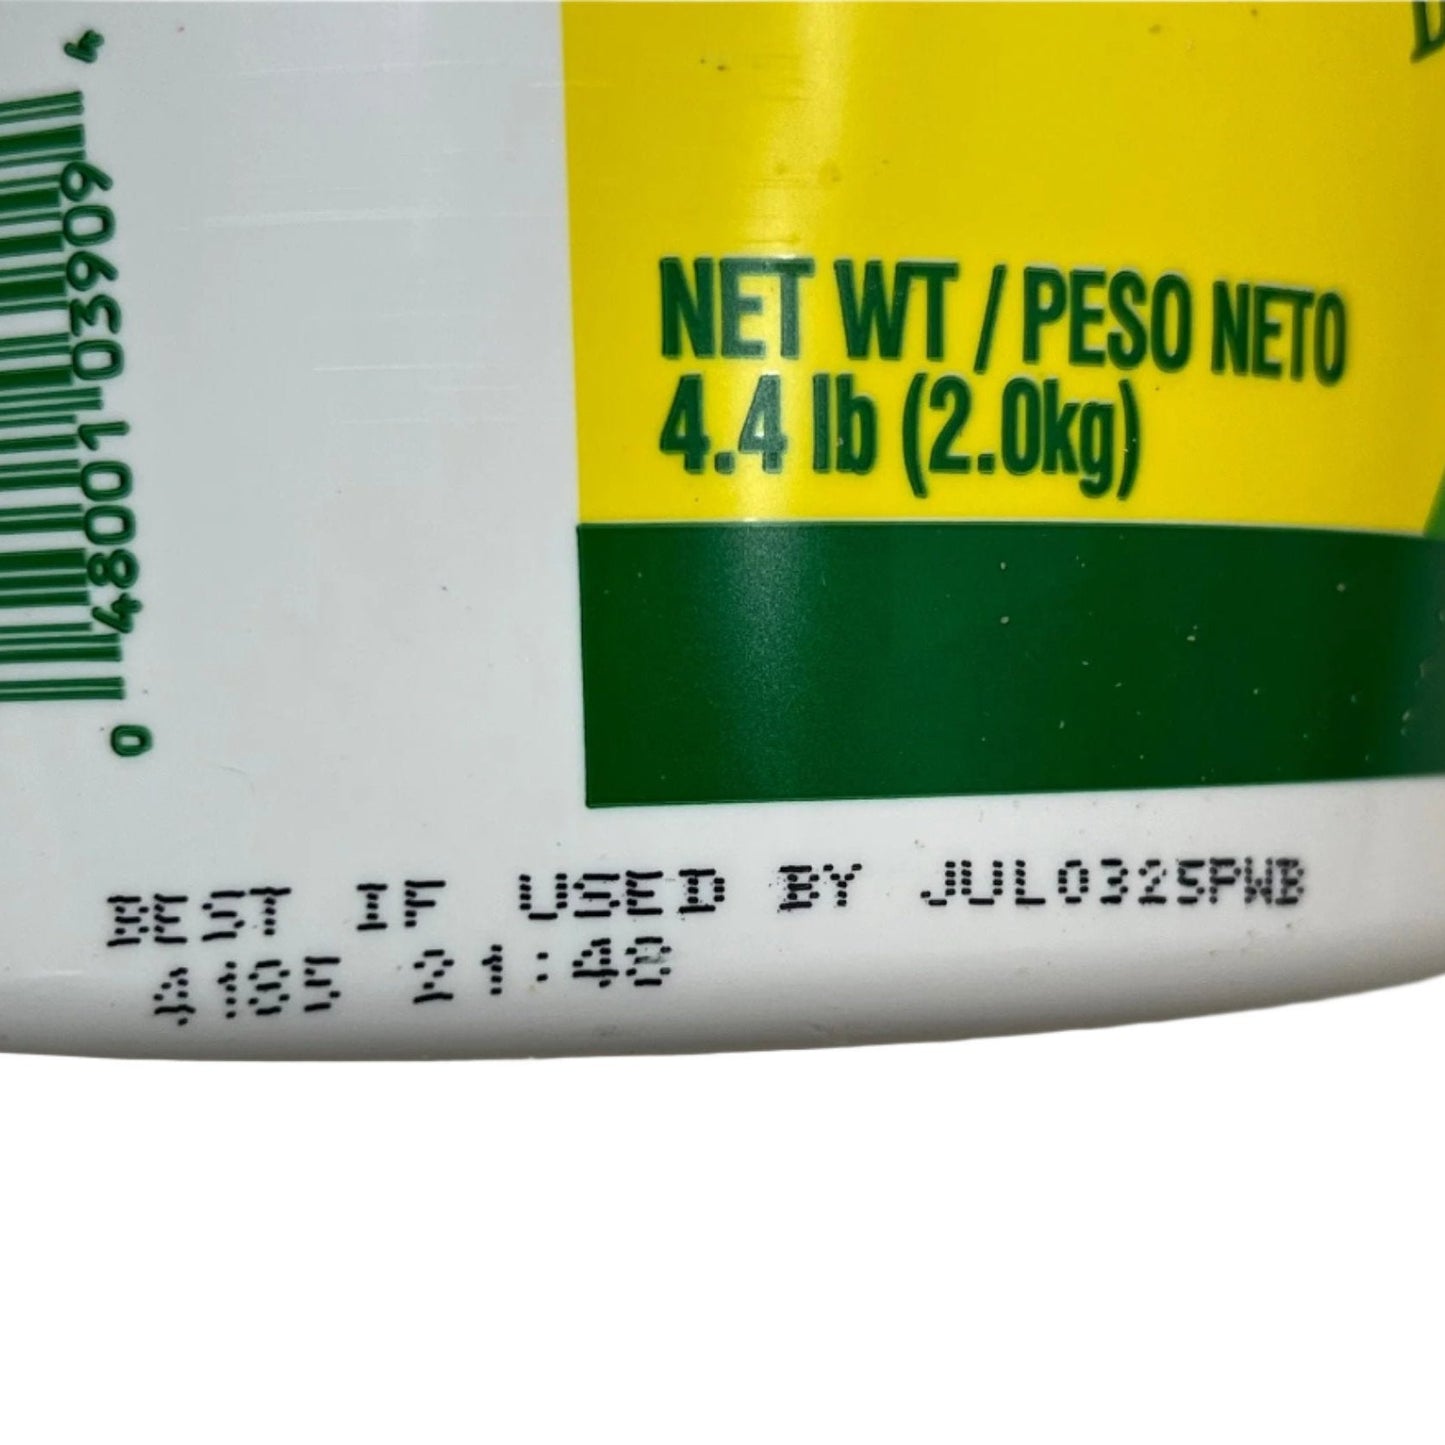 0 48001 03909 4
NET WT / PESO NETO
4.4 lb (2.0kg)
BEST IF USED BY JUL0325PWB
4185 21:48